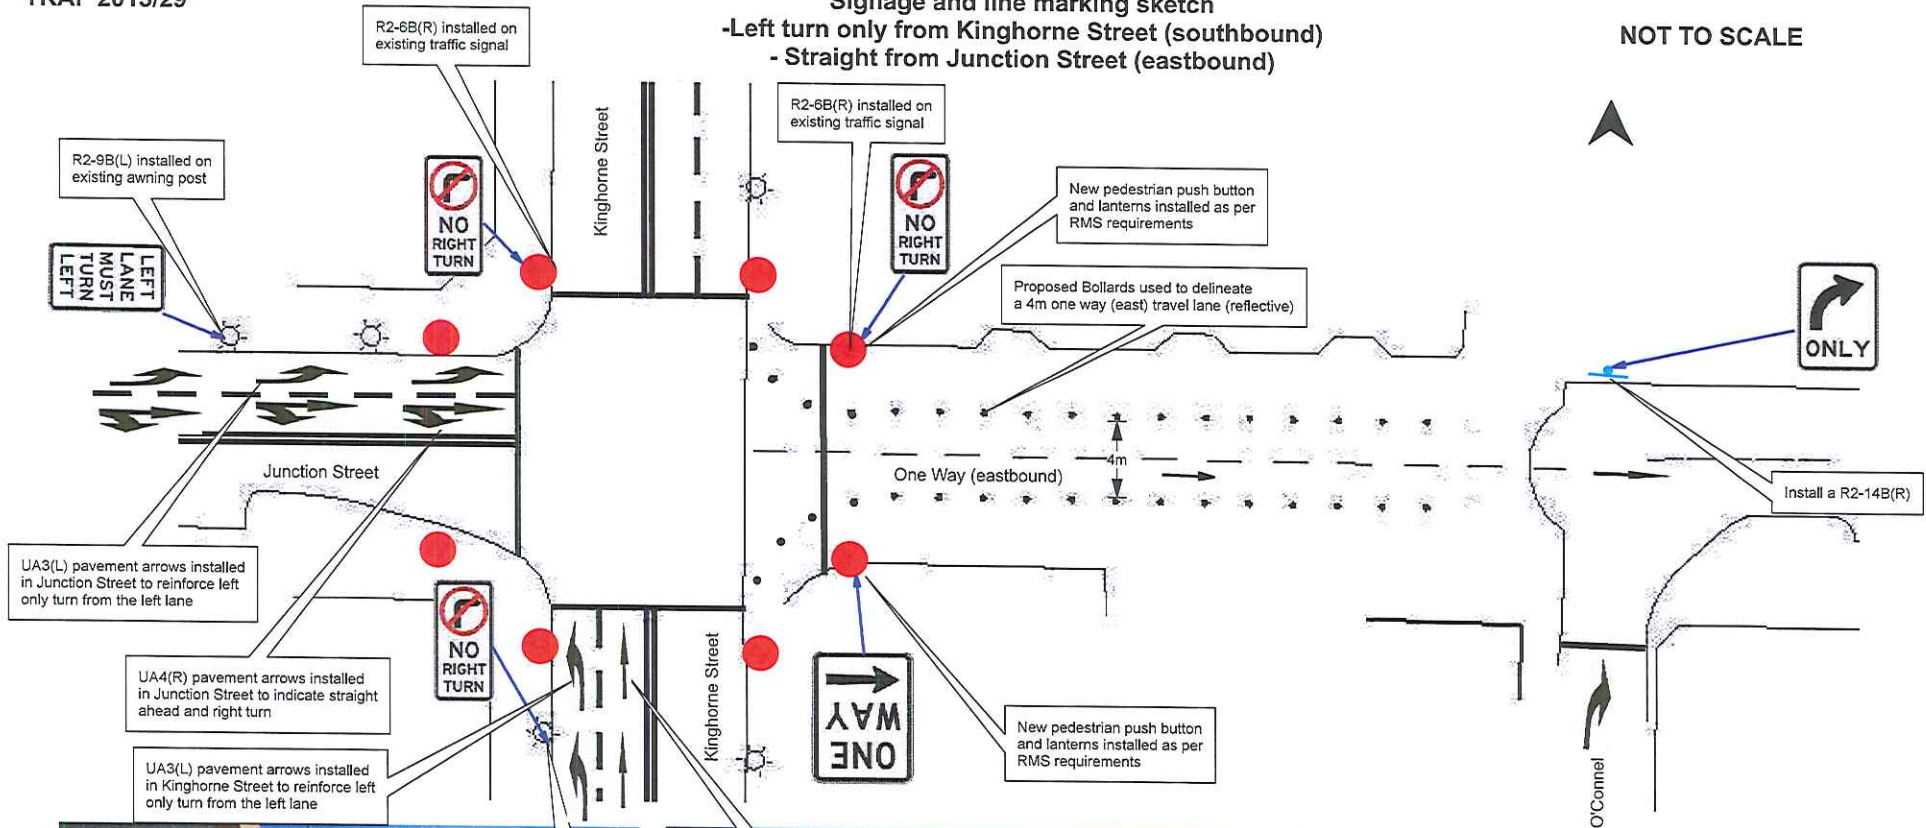 TRAF 2015/29
Signage and line marking sketch
-Left turn only from Kinghorne Street (southbound)
- Straight from Junction Street (eastbound)
NOT TO SCALE
R2-6B(R) installed on
existing traffic signal
R2-9B(L) installed on
existing awning post
LEFT
LANE
MUST
TURN
LEFT
NO
RIGHT
TURN
Kinghorne Street
R2-6B(R) installed on
existing traffic signal
NO
RIGHT
TURN
New pedestrian push button
and lanterns installed as per
RMS requirements
Proposed Bollards used to delineate
a 4m one way (east) travel lane (reflective)
ONLY
Junction Street
One Way (eastbound)
4m
Install a R2-14B(R)
UA3(L) pavement arrows installed
in Junction Street to reinforce left
only turn from the left lane
NO
RIGHT
TURN
UA4(R) pavement arrows installed
in Junction Street to indicate straight
ahead and right turn
Kinghorne Street
ONE
WAY
New pedestrian push button
and lanterns installed as per
RMS requirements
UA3(L) pavement arrows installed
in Kinghorne Street to reinforce left
only turn from the left lane
O'Connel